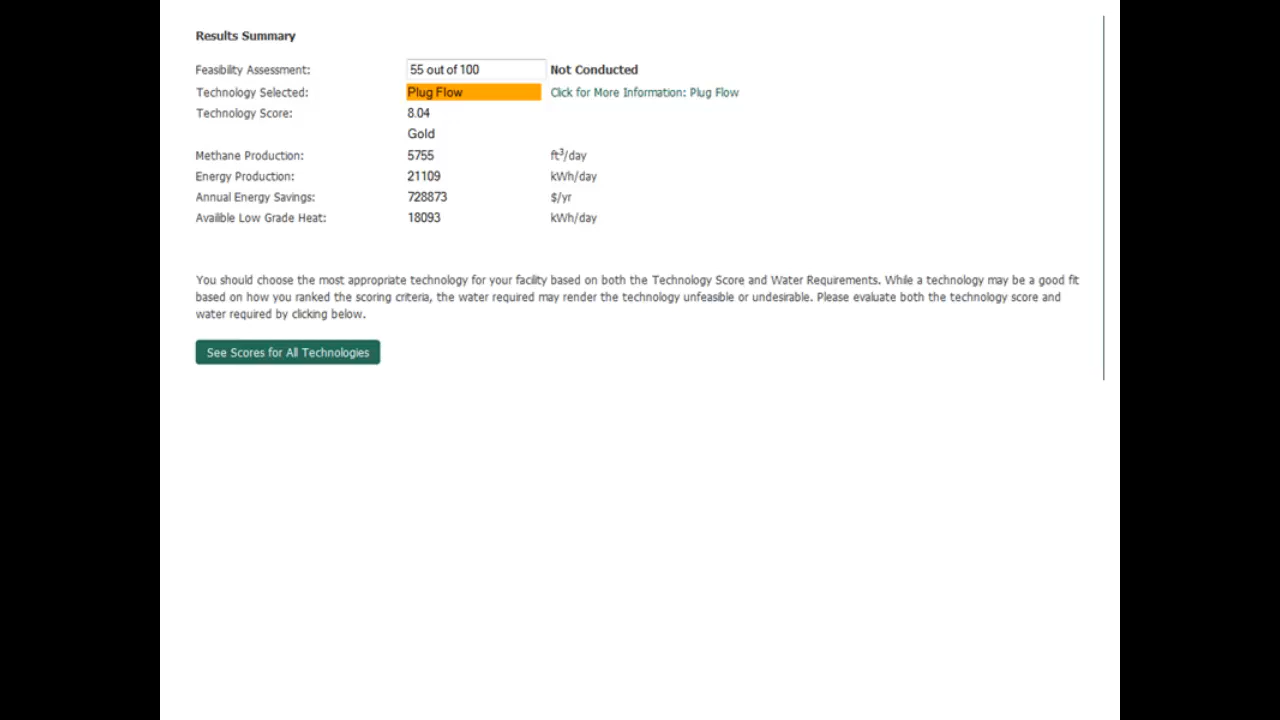 Results Summary
Feasibility Assessment: 55 out of 100 Not Conducted
Technology Selected: Plug Flow Click for More Information: Plug Flow
Technology Score: 8.04
Gold
Methane Production: 5755 ft³/day
Energy Production: 21109 kWh/day
Annual Energy Savings: 728873 $/yr
Availible Low Grade Heat: 18093 kWh/day
You should choose the most appropriate technology for your facility based on both the Technology Score and Water Requirements. While a technology may be a good fit
based on how you ranked the scoring criteria, the water required may render the technology unfeasible or undesirable. Please evaluate both the technology score and
water required by clicking below.
See Scores for All Technologies